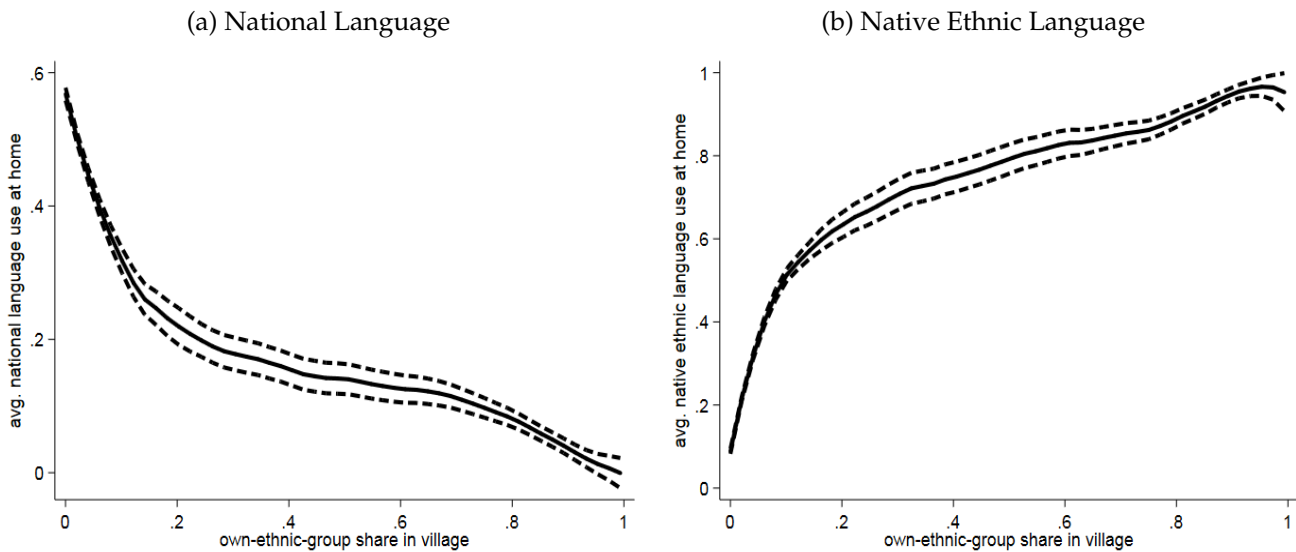 (a) National Language
avg. national language use at home
.6
.4
.2
0
0 .2 .4 .6 .8 1
own-ethnic-group share in village
(b) Native Ethnic Language
avg. native ethnic language use at home
1
.8
.6
.4
.2
0
0 .2 .4 .6 .8 1
own-ethnic-group share in village